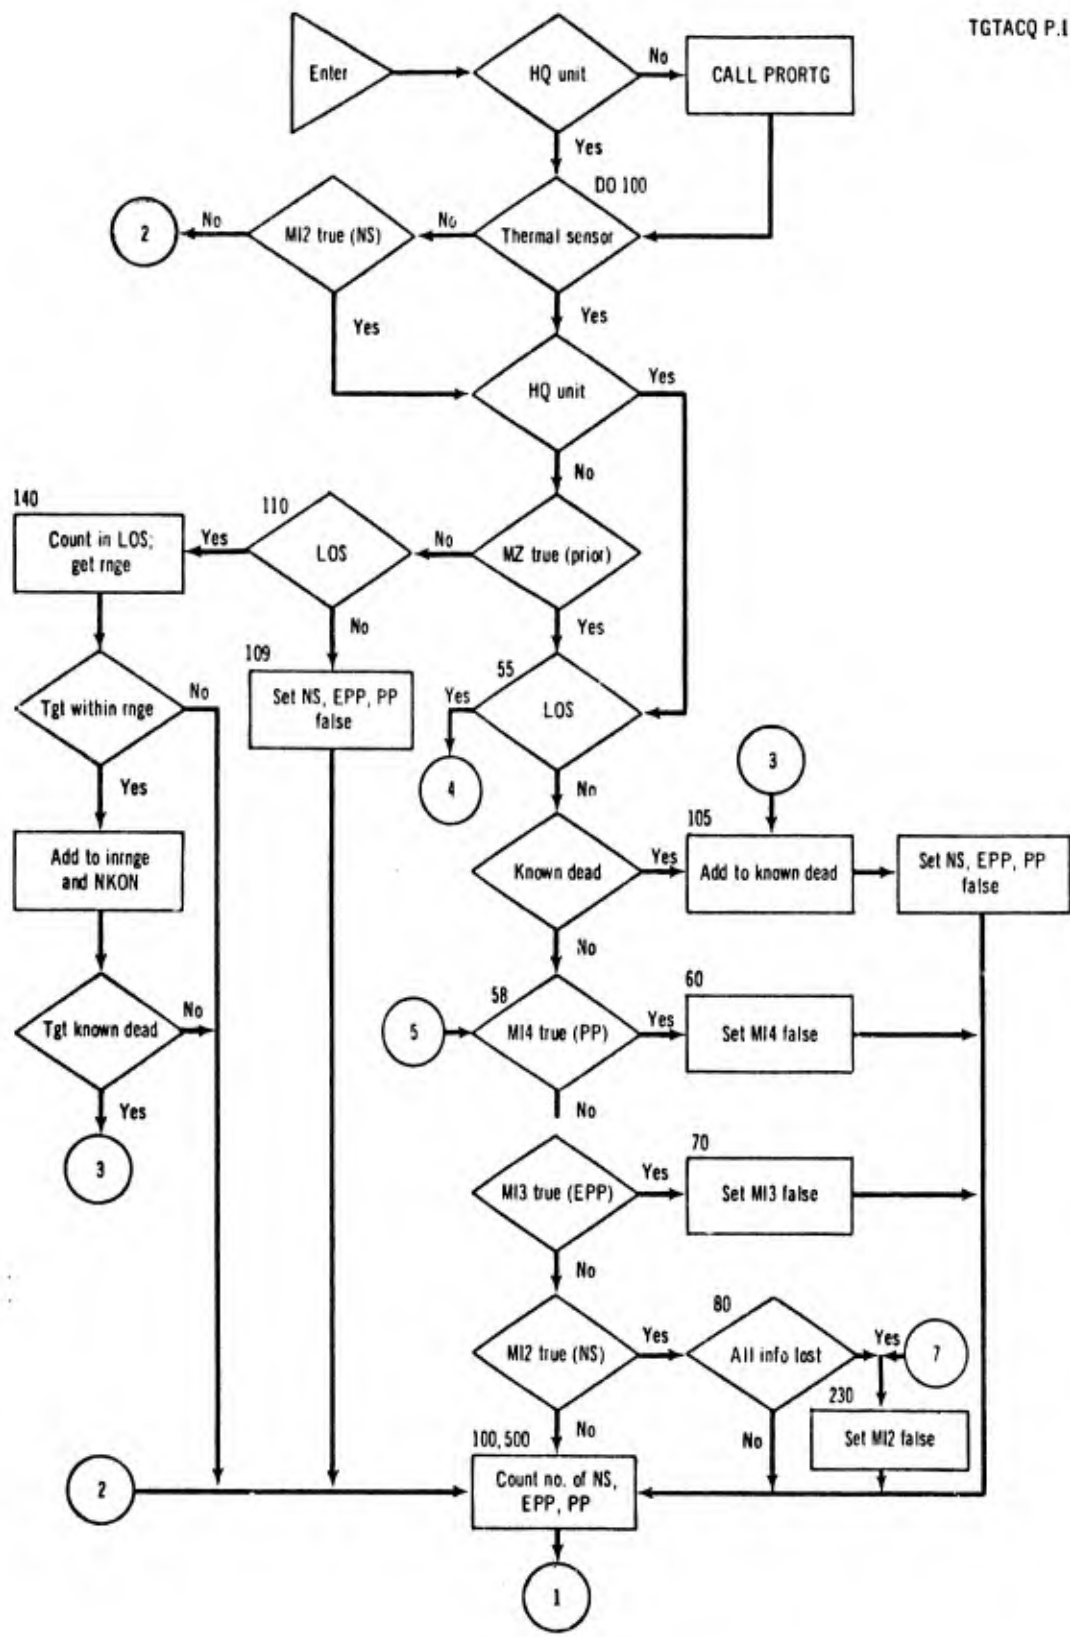 TGTACQ P.1
Enter
HQ unit
No
CALL PRORTG
Yes
DO 100
2
No
MI2 true (NS)
No
Thermal sensor
Yes
Yes
HQ unit
Yes
No
140
Count in LOS;
get rnge
Yes
110
LOS
No
MZ true (prior)
No
Yes
109
Set NS, EPP, PP
false
55
Yes
LOS
Tgt within rnge
No
4
3
Yes
No
105
Known dead
Yes
Add to known dead
Set NS, EPP, PP
false
Add to inrnge
and NKON
No
58
60
5
MI4 true (PP)
Yes
Set MI4 false
Tgt known dead
No
Yes
No
3
70
MI3 true (EPP)
Yes
Set MI3 false
No
80
MI2 true (NS)
Yes
All info lost
Yes
7
230
No
No
Set MI2 false
100, 500
2
Count no. of NS,
EPP, PP
1